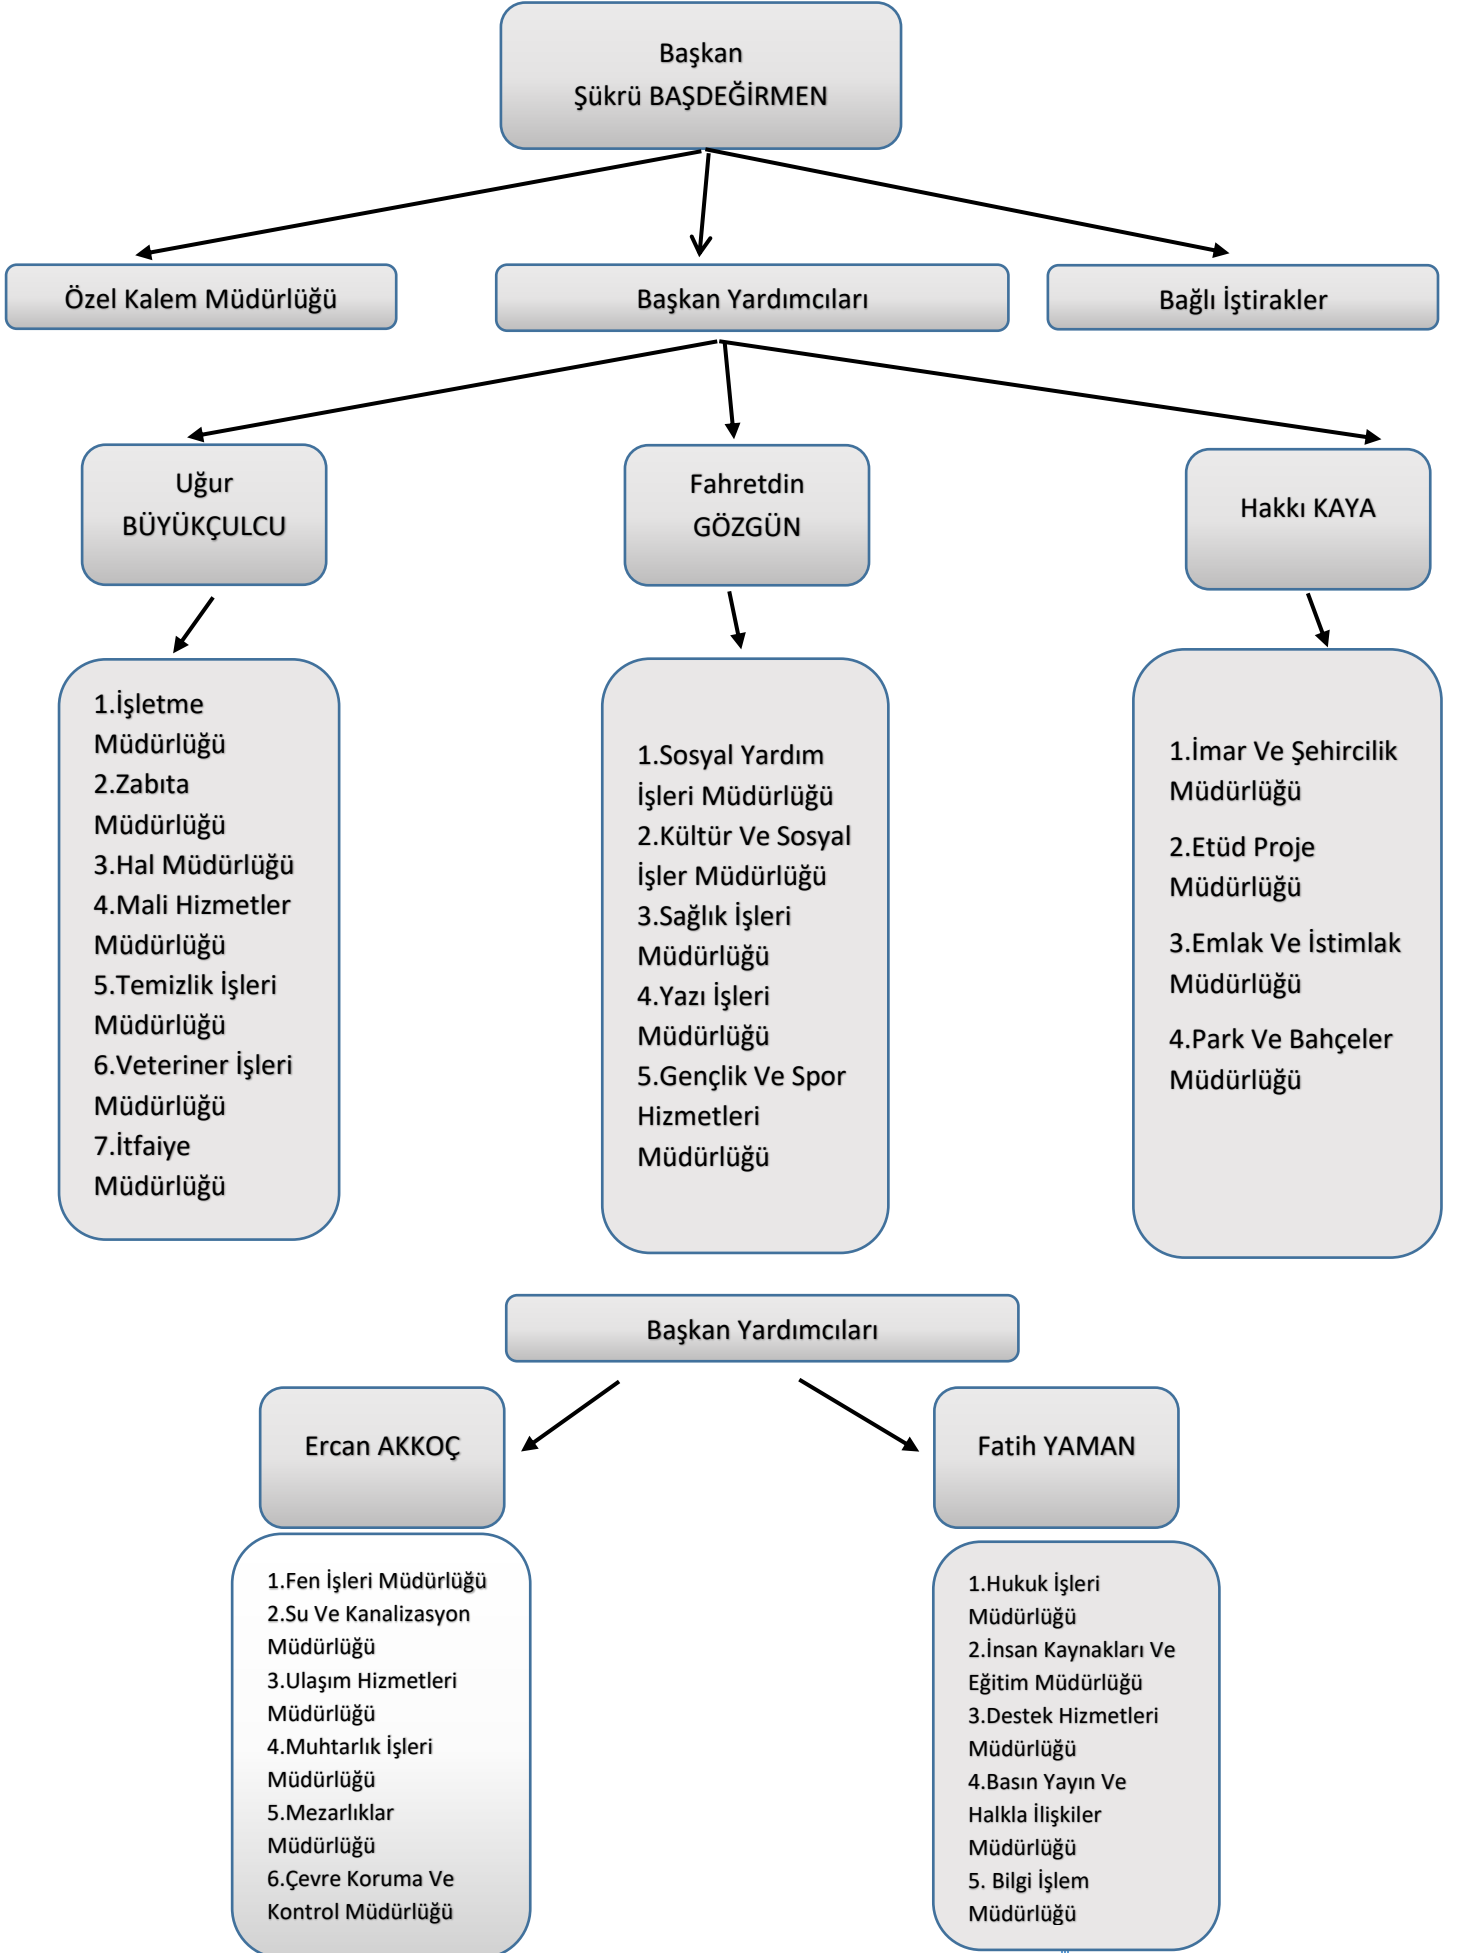 Başkan
Şükrü BAŞDEĞİRMEN
Özel Kalem Müdürlüğü
Başkan Yardımcıları
Bağlı İştirakler
Uğur
BÜYÜKÇULCU
Fahretdin
GÖZGÜN
Hakkı KAYA
1.İşletme
Müdürlüğü
2.Zabıta
Müdürlüğü
3.Hal Müdürlüğü
4.Mali Hizmetler
Müdürlüğü
5.Temizlik İşleri
Müdürlüğü
6.Veteriner İşleri
Müdürlüğü
7.İtfaiye
Müdürlüğü
1.Sosyal Yardım
İşleri Müdürlüğü
2.Kültür Ve Sosyal
İşler Müdürlüğü
3.Sağlık İşleri
Müdürlüğü
4.Yazı İşleri
Müdürlüğü
5.Gençlik Ve Spor
Hizmetleri
Müdürlüğü
1.İmar Ve Şehircilik
Müdürlüğü
2.Etüd Proje
Müdürlüğü
3.Emlak Ve İstimlak
Müdürlüğü
4.Park Ve Bahçeler
Müdürlüğü
Başkan Yardımcıları
Ercan AKKOÇ
Fatih YAMAN
1.Fen İşleri Müdürlüğü
2.Su Ve Kanalizasyon
Müdürlüğü
3.Ulaşım Hizmetleri
Müdürlüğü
4.Muhtarlık İşleri
Müdürlüğü
5.Mezarlıklar
Müdürlüğü
6.Çevre Koruma Ve
Kontrol Müdürlüğü
1.Hukuk İşleri
Müdürlüğü
2.İnsan Kaynakları Ve
Eğitim Müdürlüğü
3.Destek Hizmetleri
Müdürlüğü
4.Basın Yayın Ve
Halkla İlişkiler
Müdürlüğü
5. Bilgi İşlem
Müdürlüğü